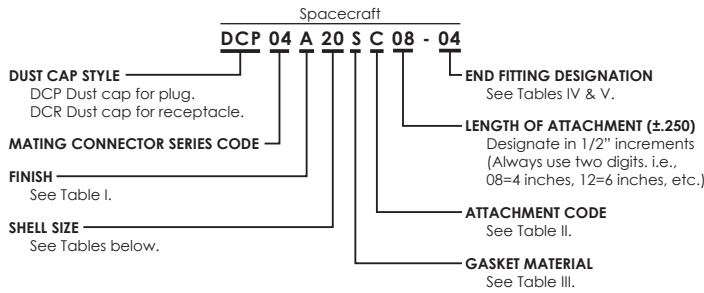 Spacecraft
DCP 04 A 20 S C 08 - 04
DUST CAP STYLE
DCP Dust cap for plug.
DCR Dust cap for receptacle.
MATING CONNECTOR SERIES CODE
FINISH
See Table I.
SHELL SIZE
See Tables below.
END FITTING DESIGNATION
See Tables IV & V.
LENGTH OF ATTACHMENT (±.250)
Designate in 1/2" increments
(Always use two digits. i.e.,
08=4 inches, 12=6 inches, etc.)
ATTACHMENT CODE
See Table II.
GASKET MATERIAL
See Table III.